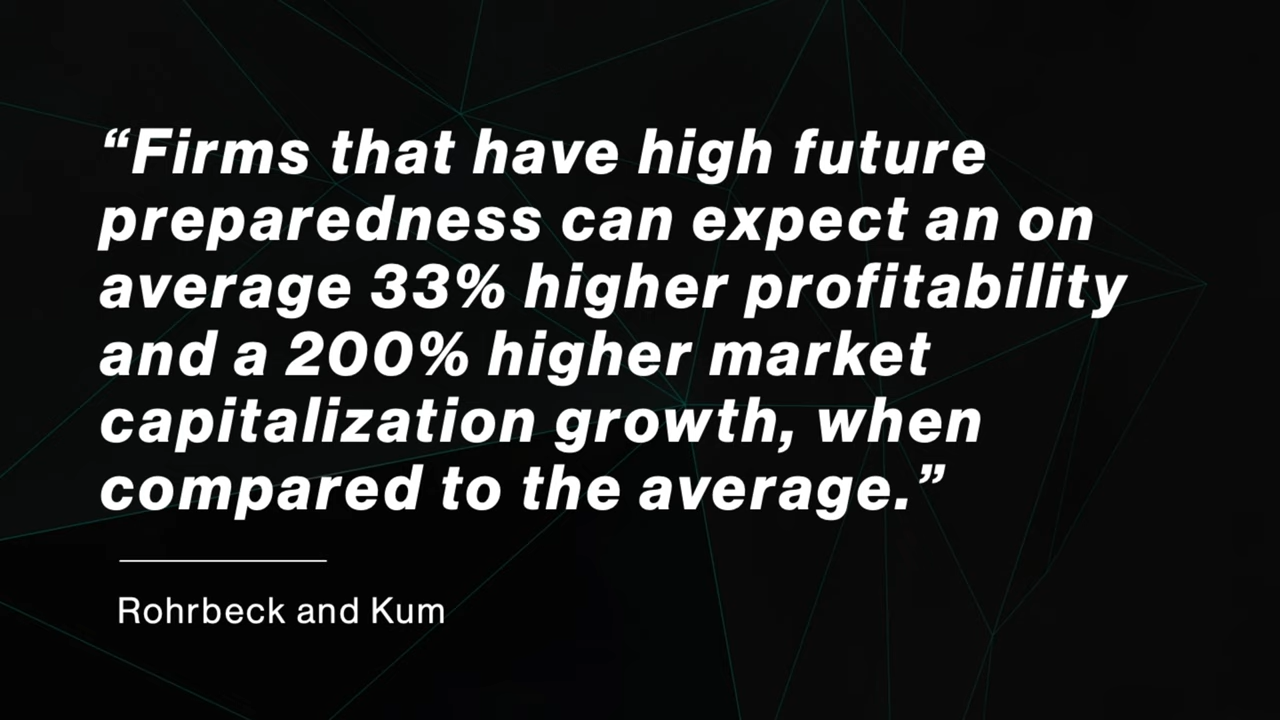 “Firms that have high future
preparedness can expect an on
average 33% higher profitability
and a 200% higher market
capitalization growth, when
compared to the average.”
Rohrbeck and Kum